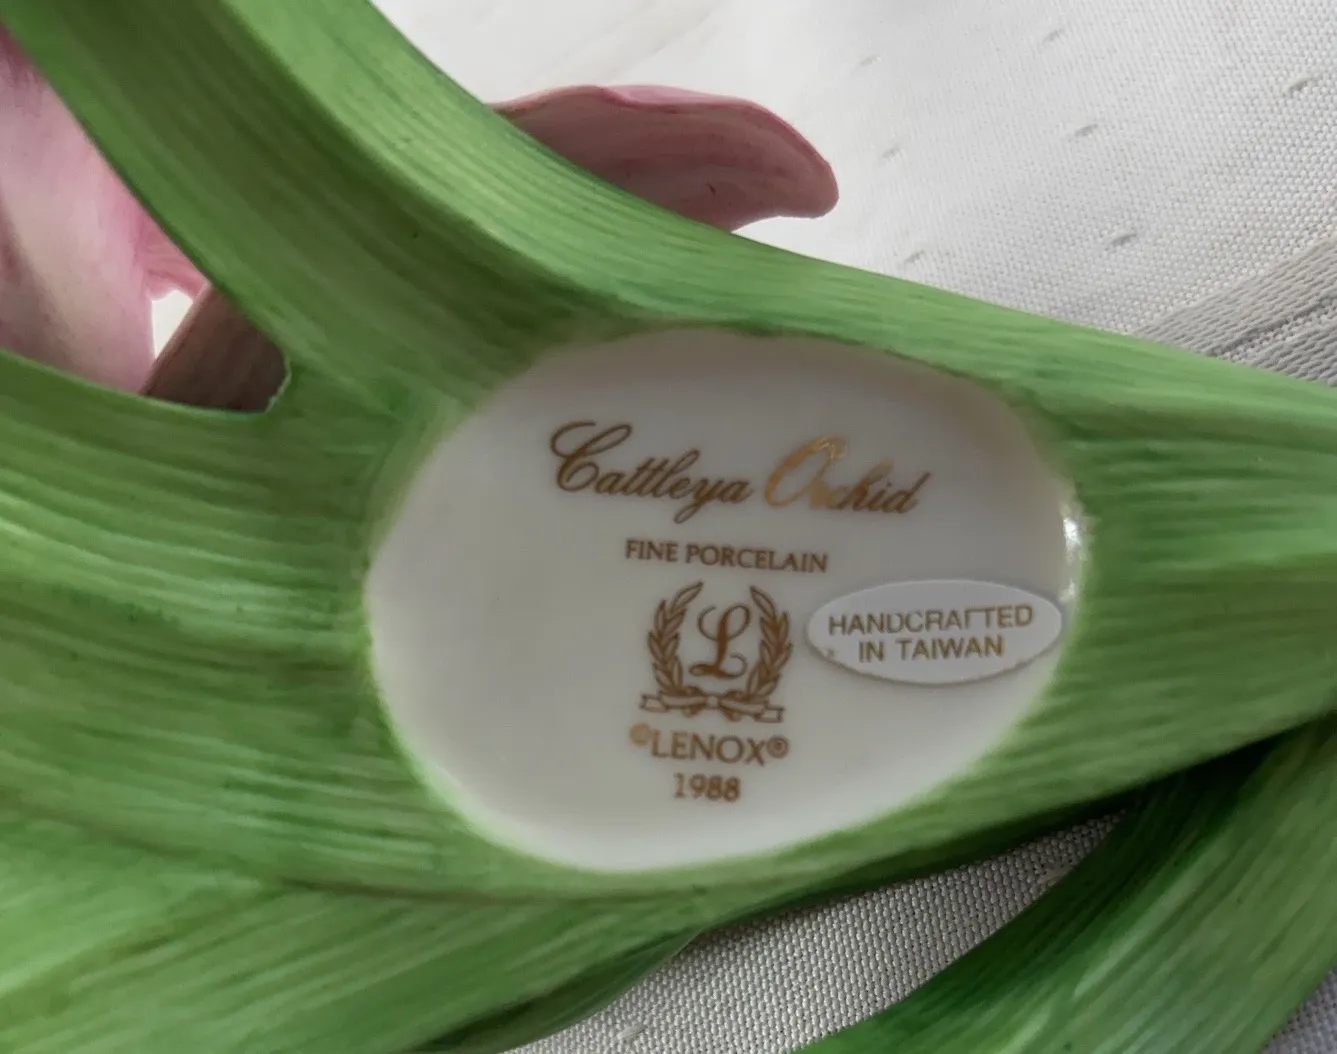 Cattleya Orchid
FINE PORCELAIN
L
HANDCRAFTED
IN TAIWAN
©LENOX®
1988